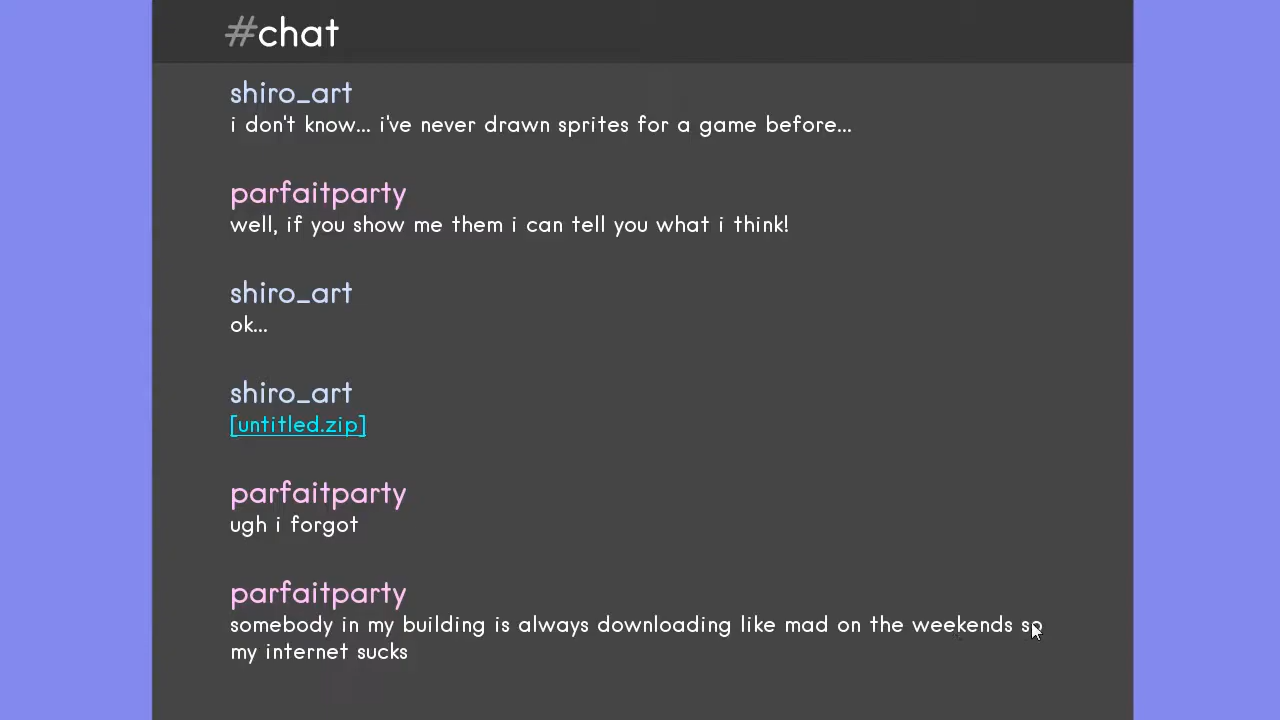 #chat
shiro_art
i don't know... i've never drawn sprites for a game before...
parfaitparty
well, if you show me them i can tell you what i think!
shiro_art
ok...
shiro_art
[untitled.zip]
parfaitparty
ugh i forgot
parfaitparty
somebody in my building is always downloading like mad on the weekends so
my internet sucks